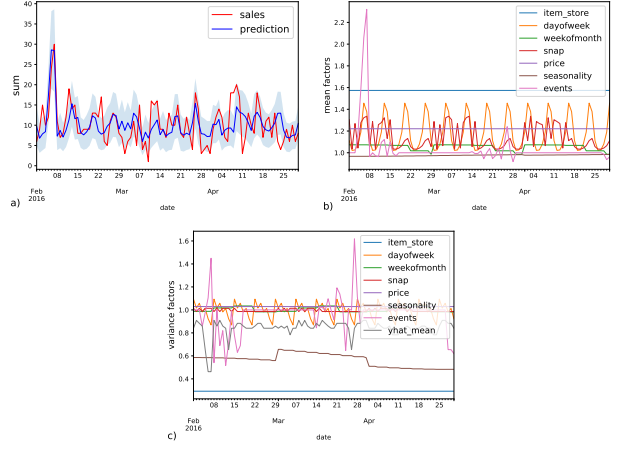 40
35
30
25
20
15
10
5
0
sum
sales
prediction
08 15 22 29 07 14 21 28 04 11 18 25
Feb Mar Apr
2016
date
a)
2.4
2.2
2.0
1.8
1.6
1.4
1.2
1.0
mean factors
item_store
dayofweek
weekofmonth
snap
price
seasonality
events
08 15 22 29 07 14 21 28 04 11 18 25
Feb Mar Apr
2016
date
b)
1.6
1.4
1.2
1.0
0.8
0.6
0.4
variance factors
item_store
dayofweek
weekofmonth
snap
price
seasonality
events
yhat_mean
08 15 22 29 07 14 21 28 04 11 18 25
Feb Mar Apr
2016
date
c)